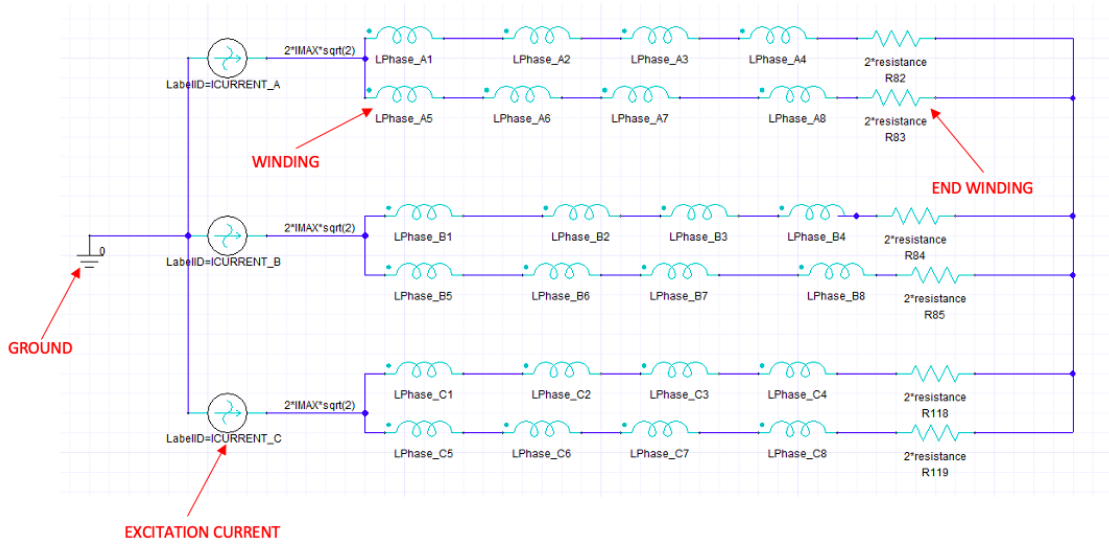 2*IMAX*sqrt(2)
LabelID=ICURRENT_A
LPhase_A1
LPhase_A2
LPhase_A3
LPhase_A4
2*resistance
R82
LPhase_A5
LPhase_A6
LPhase_A7
LPhase_A8
2*resistance
R83
WINDING
END WINDING
2*IMAX*sqrt(2)
0
LabelID=ICURRENT_B
LPhase_B1
LPhase_B2
LPhase_B3
LPhase_B4
2*resistance
R84
LPhase_B5
LPhase_B6
LPhase_B7
LPhase_B8
2*resistance
R85
GROUND
2*IMAX*sqrt(2)
LabelID=ICURRENT_C
LPhase_C1
LPhase_C2
LPhase_C3
LPhase_C4
2*resistance
R118
LPhase_C5
LPhase_C6
LPhase_C7
LPhase_C8
2*resistance
R119
EXCITATION CURRENT